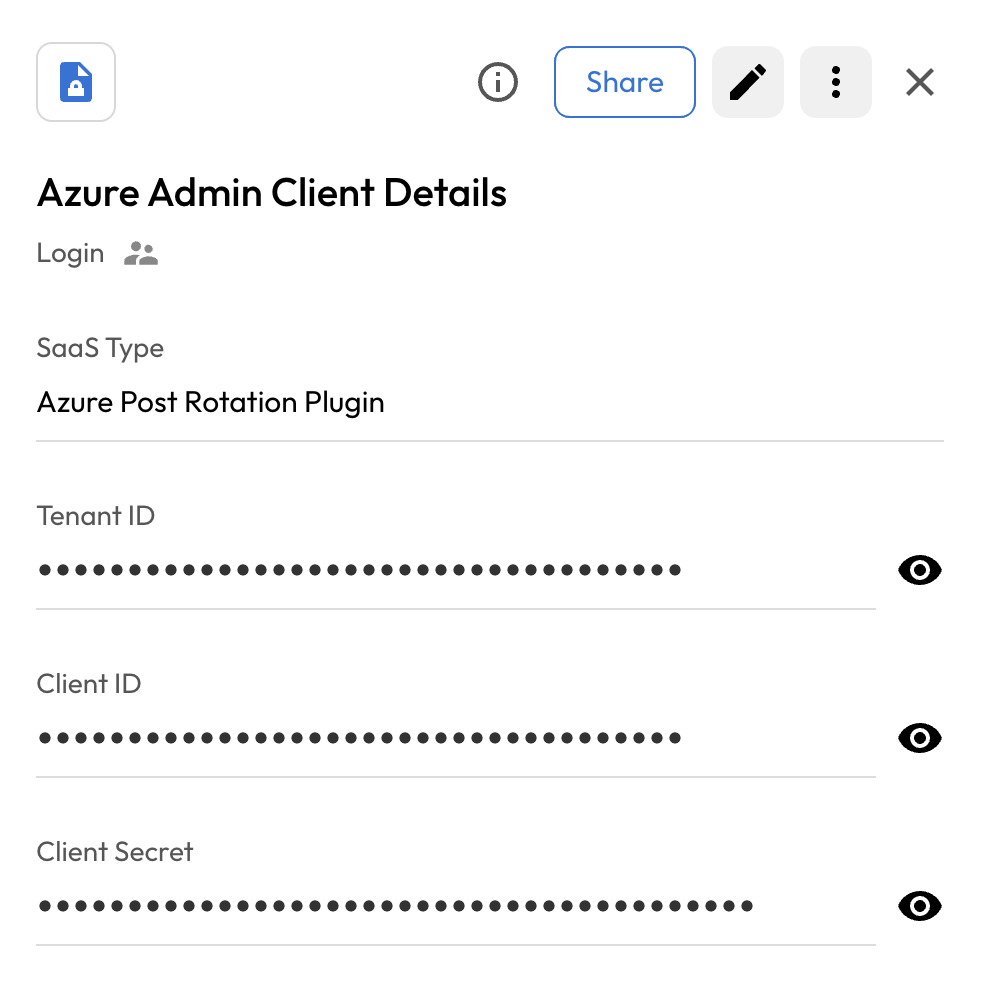 Share
Azure Admin Client Details
Login
SaaS Type
Azure Post Rotation Plugin
Tenant ID
••••••••••••••••••••••••••••••••••••
Client ID
••••••••••••••••••••••••••••••••••••
Client Secret
••••••••••••••••••••••••••••••••••••••••